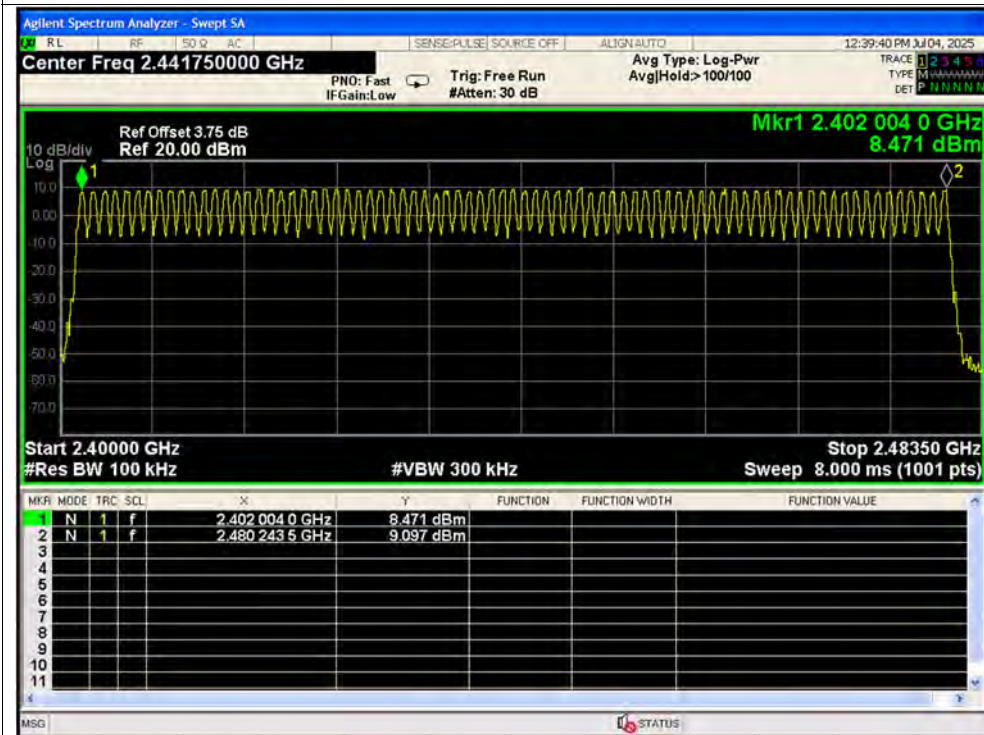 Agilent Spectrum Analyzer - Swept SA
RL RF 50 Ω AC SENSE:PULSE SOURCE OFF ALIGN AUTO 12:39:40 PM Jul 04, 2025
Center Freq 2.441750000 GHz
PNO: Fast
IFGain:Low
Trig: Free Run
#Atten: 30 dB
Avg Type: Log-Pwr
Avg|Hold:> 100/100
TRACE 1 2 3 4 5 6
TYPE M
DET P N N N N N
Mkr1 2.402 004 0 GHz
8.471 dBm
Ref Offset 3.75 dB
10 dB/div Ref 20.00 dBm
Log
1
2
10.0
0.00
-10.0
-20.0
-30.0
-40.0
-50.0
-60.0
-70.0
Start 2.40000 GHz Stop 2.48350 GHz
#Res BW 100 kHz #VBW 300 kHz Sweep 8.000 ms (1001 pts)
MKR MODE TRC SCL X Y FUNCTION FUNCTION WIDTH FUNCTION VALUE
1 N 1 f 2.402 004 0 GHz 8.471 dBm
2 N 1 f 2.480 243 5 GHz 9.097 dBm
3
4
5
6
7
8
9
10
11
MSG STATUS